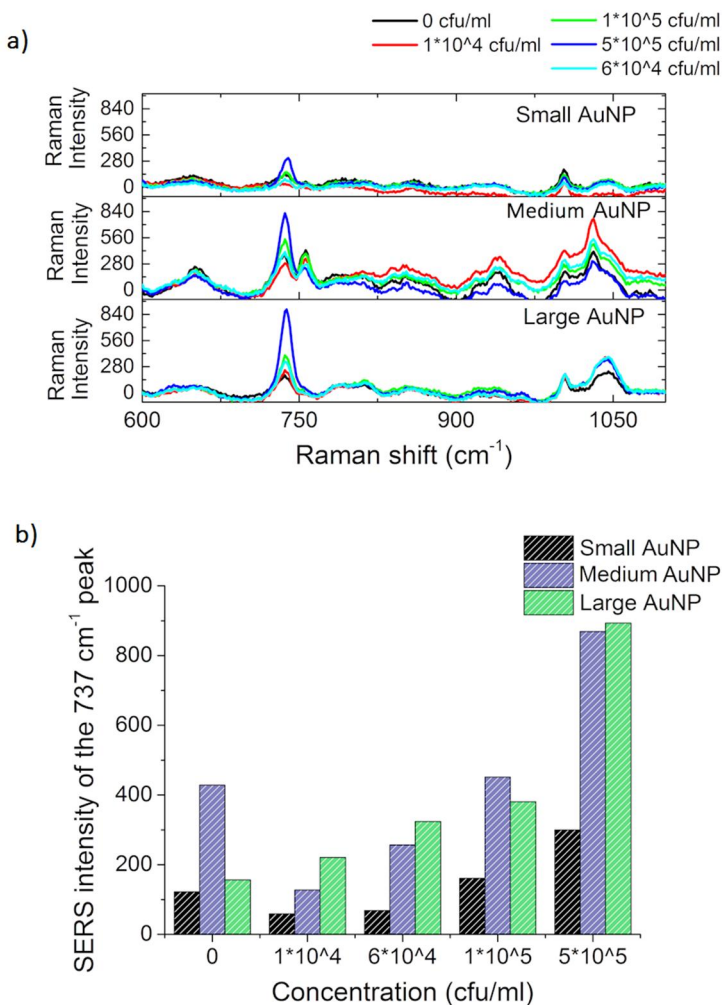 a)
0 cfu/ml
1*10^4 cfu/ml
1*10^5 cfu/ml
5*10^5 cfu/ml
6*10^4 cfu/ml
Raman Intensity
840
560
280
0
Small AuNP
Raman Intensity
840
560
280
0
Medium AuNP
Raman Intensity
840
560
280
0
Large AuNP
600 750 900 1050
Raman shift (cm⁻¹)
b)
Small AuNP
Medium AuNP
Large AuNP
SERS intensity of the 737 cm⁻¹ peak
1000
800
600
400
200
0
0 1*10^4 6*10^4 1*10^5 5*10^5
Concentration (cfu/ml)